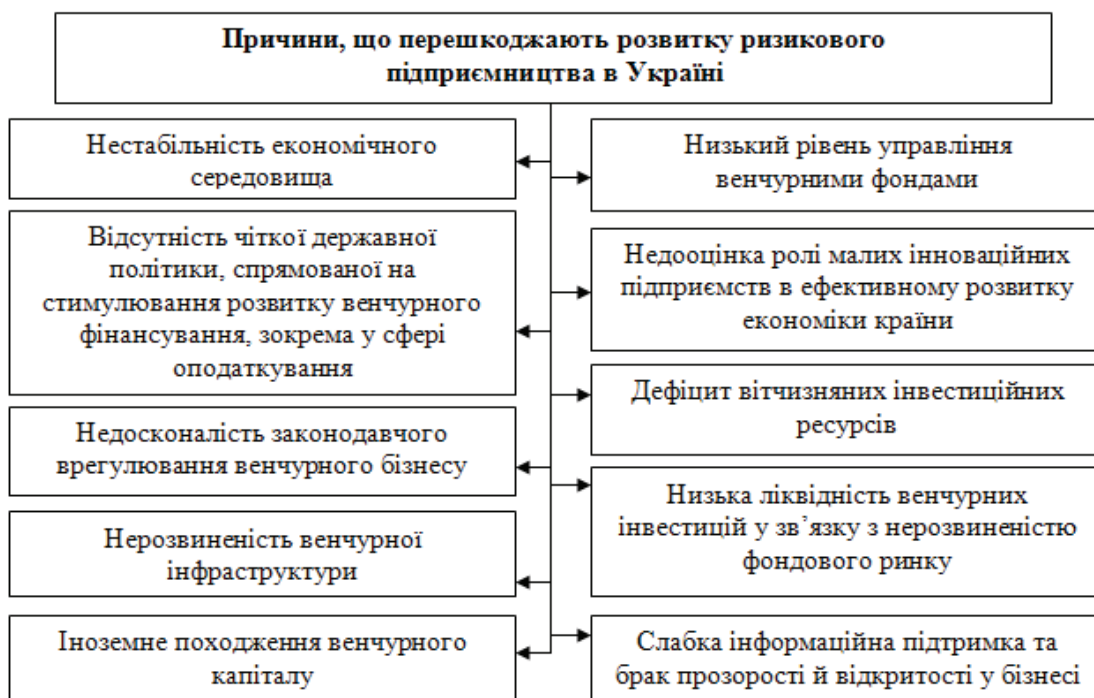 Причини, що перешкоджають розвитку ризикового
підприємництва в Україні
Нестабільність економічного
середовища
Відсутність чіткої державної
політики, спрямованої на
стимулювання розвитку венчурного
фінансування, зокрема у сфері
оподаткування
Недосконалість законодавчого
врегулювання венчурного бізнесу
Нерозвиненість венчурної
інфраструктури
Іноземне походження венчурного
капіталу
Низький рівень управління
венчурними фондами
Недооцінка ролі малих інноваційних
підприємств в ефективному розвитку
економіки країни
Дефіцит вітчизняних інвестиційних
ресурсів
Низька ліквідність венчурних
інвестицій у зв’язку з нерозвиненістю
фондового ринку
Слабка інформаційна підтримка та
брак прозорості й відкритості у бізнесі